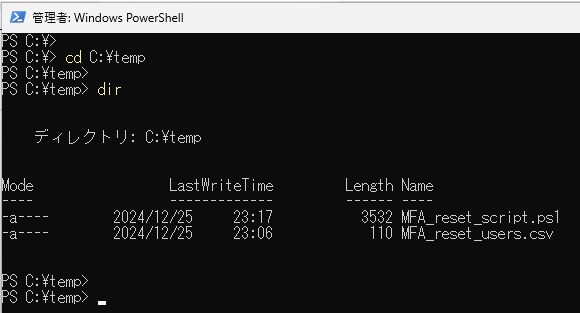 管理者: Windows PowerShell
PS C:¥>
PS C:¥> cd C:¥temp
PS C:¥temp>
PS C:¥temp> dir
ディレクトリ: C:¥temp
Mode LastWriteTime Length Name
---- ------------- ------ ----
-a---- 2024/12/25 23:17 3532 MFA_reset_script.ps1
-a---- 2024/12/25 23:06 110 MFA_reset_users.csv
PS C:¥temp>
PS C:¥temp>